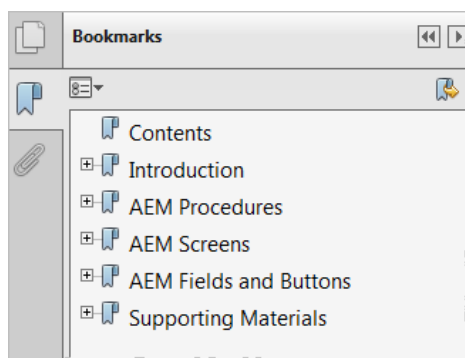 Bookmarks
Contents
Introduction
AEM Procedures
AEM Screens
AEM Fields and Buttons
Supporting Materials